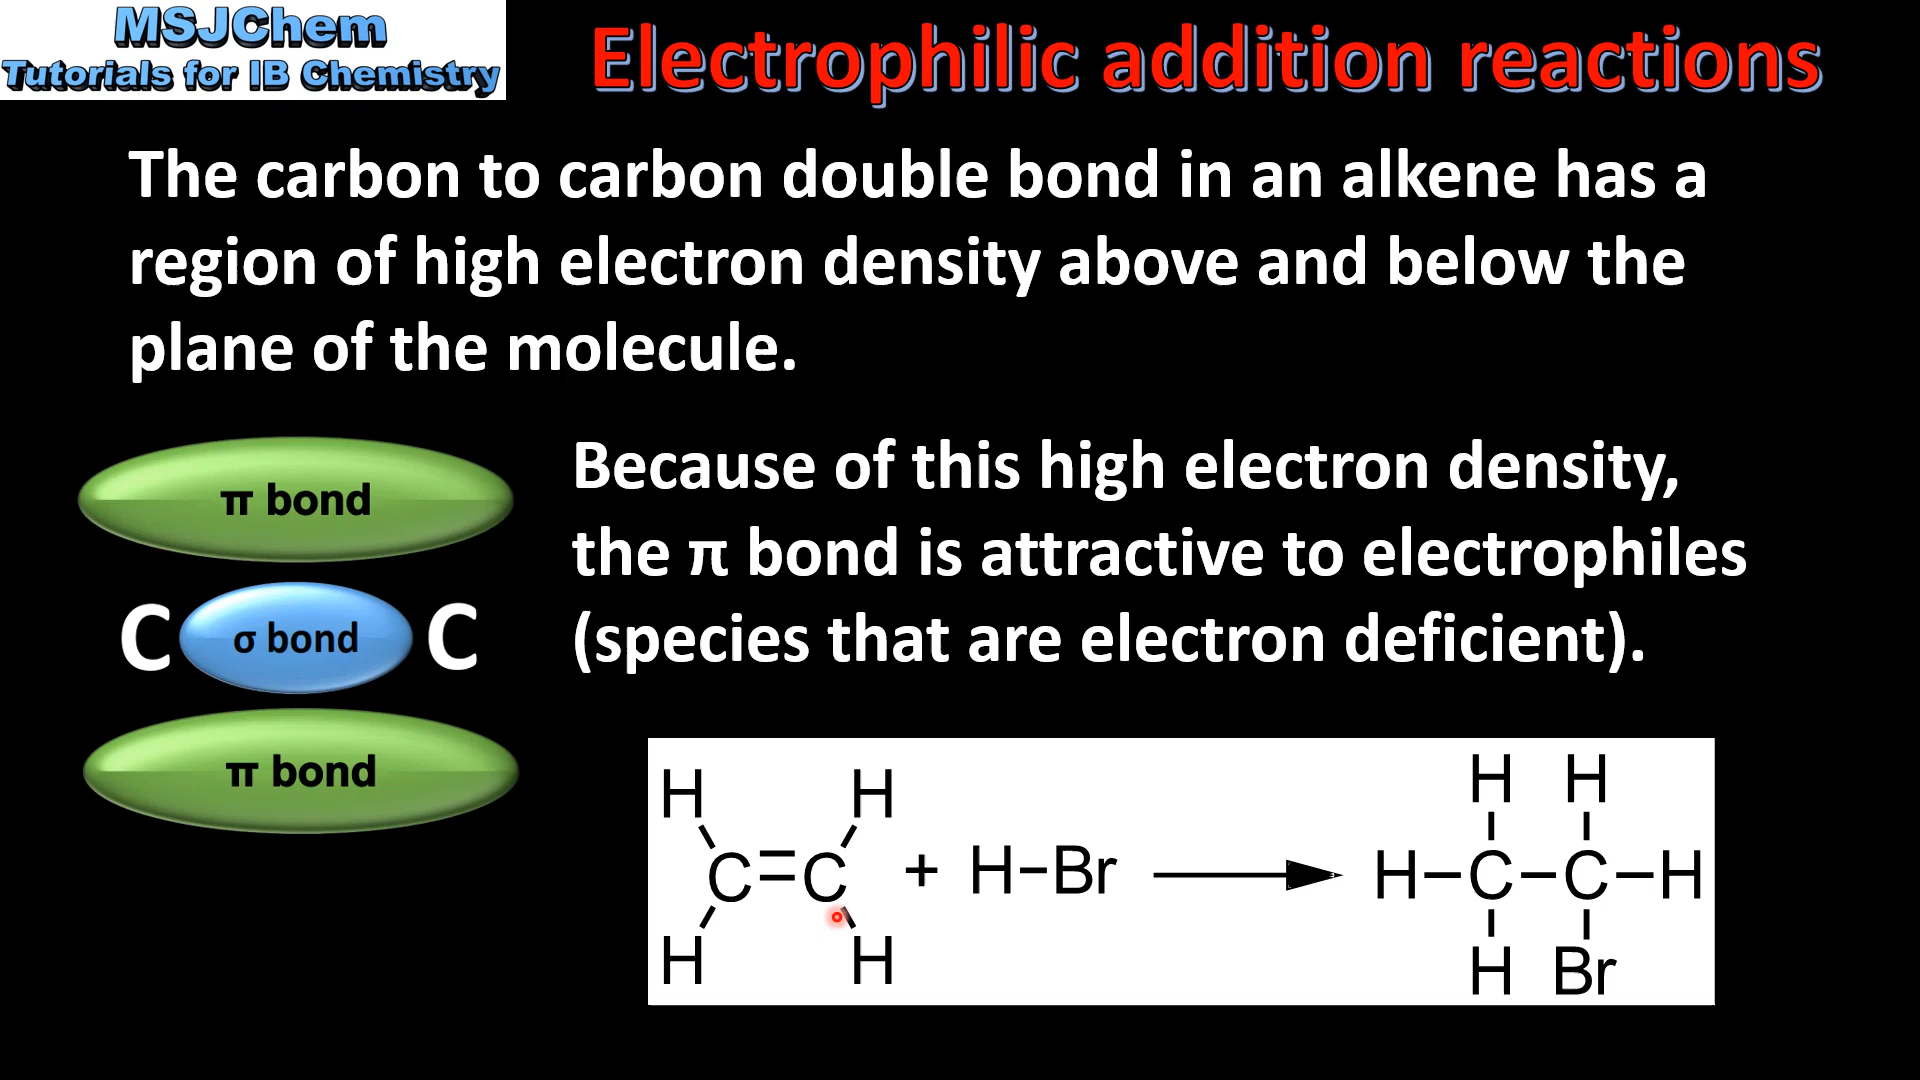 MSJChem
Tutorials for IB Chemistry
Electrophilic addition reactions
The carbon to carbon double bond in an alkene has a
region of high electron density above and below the
plane of the molecule.
π bond
C σ bond C
π bond
Because of this high electron density,
the π bond is attractive to electrophiles
(species that are electron deficient).
H H
C=C + H-Br
H H
H H
H-C-C-H
H Br